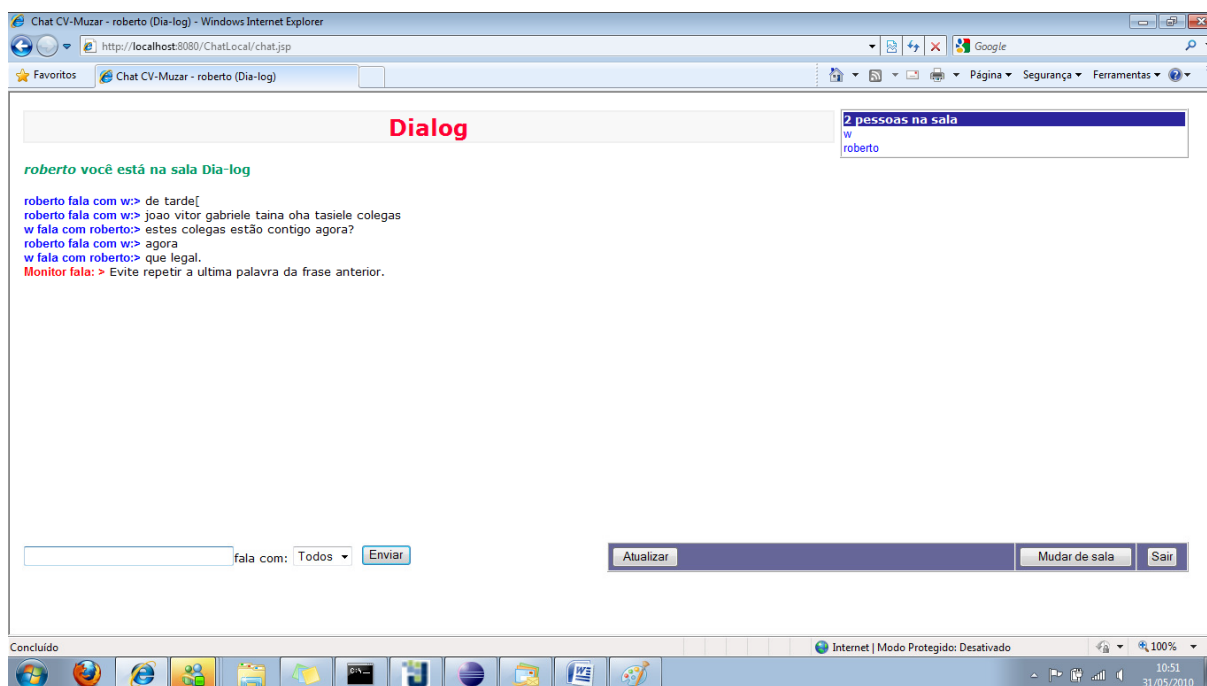 Chat CV-Muzar - roberto (Dia-log) - Windows Internet Explorer
http://localhost:8080/ChatLocal/chat.jsp
Google
Favoritos
Chat CV-Muzar - roberto (Dia-log)
Página
Segurança
Ferramentas
Dialog
2 pessoas na sala
w
roberto
roberto você está na sala Dia-log
roberto fala com w:> de tarde[
roberto fala com w:> joao vitor gabriele taina oha tasiele colegas
w fala com roberto:> estes colegas estão contigo agora?
roberto fala com w:> agora
w fala com roberto:> que legal.
Monitor fala: > Evite repetir a ultima palavra da frase anterior.
fala com: Todos Enviar
Atualizar
Mudar de sala
Sair
Concluído
Internet | Modo Protegido: Desativado
100%
10:51
31/05/2010